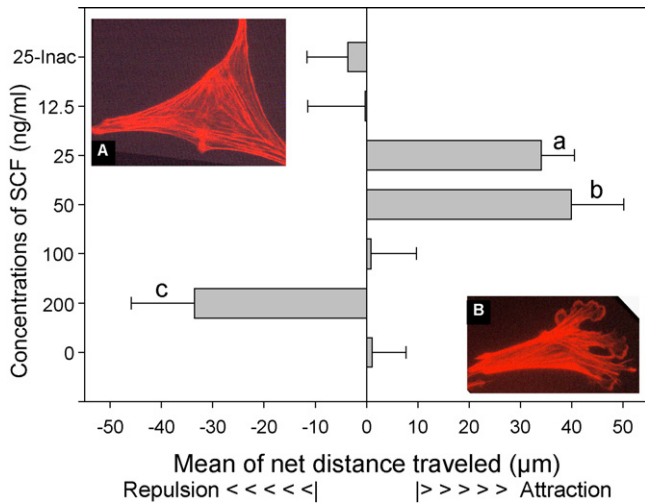 Concentrations of SCF (ng/ml)
25-Inac
12.5
25
50
100
200
0
A
a
b
c
B
-50 -40 -30 -20 -10 0 10 20 30 40 50
Mean of net distance traveled (µm)
Repulsion < < < < <| |> > > > > Attraction